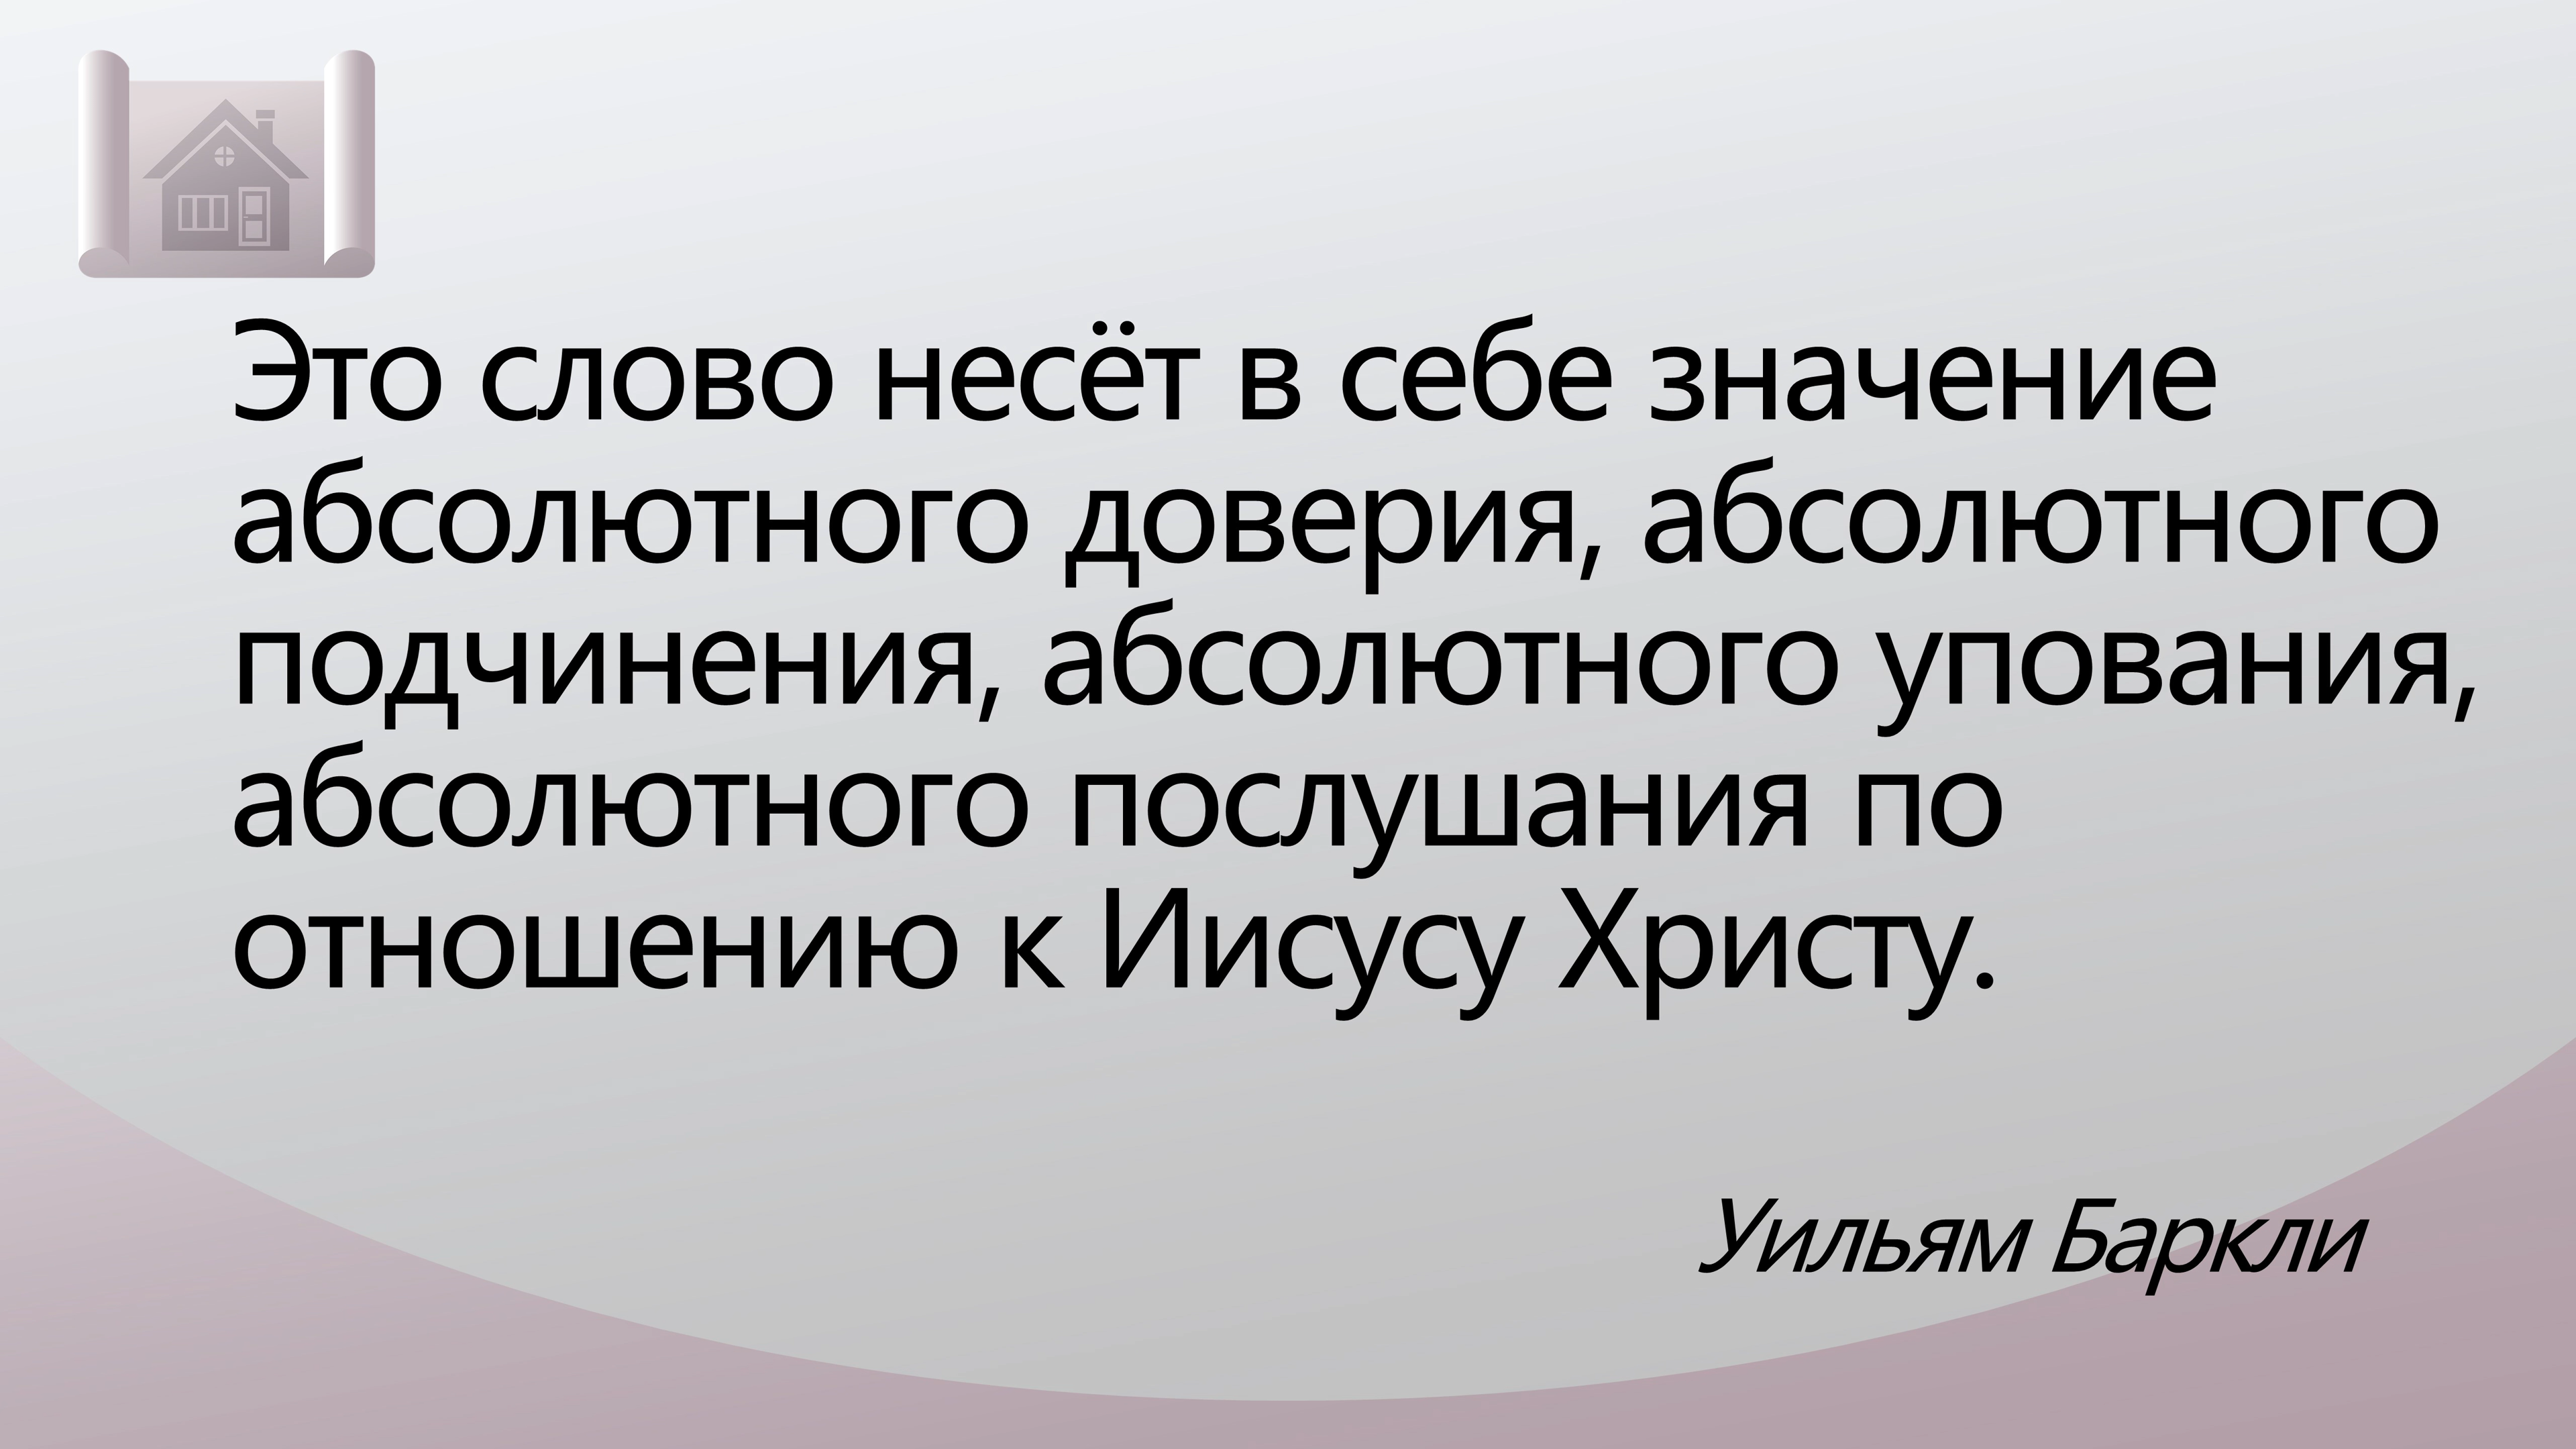 Это слово несёт в себе значение
абсолютного доверия, абсолютного
подчинения, абсолютного упования,
абсолютного послушания по
отношению к Иисусу Христу.
Уильям Баркли